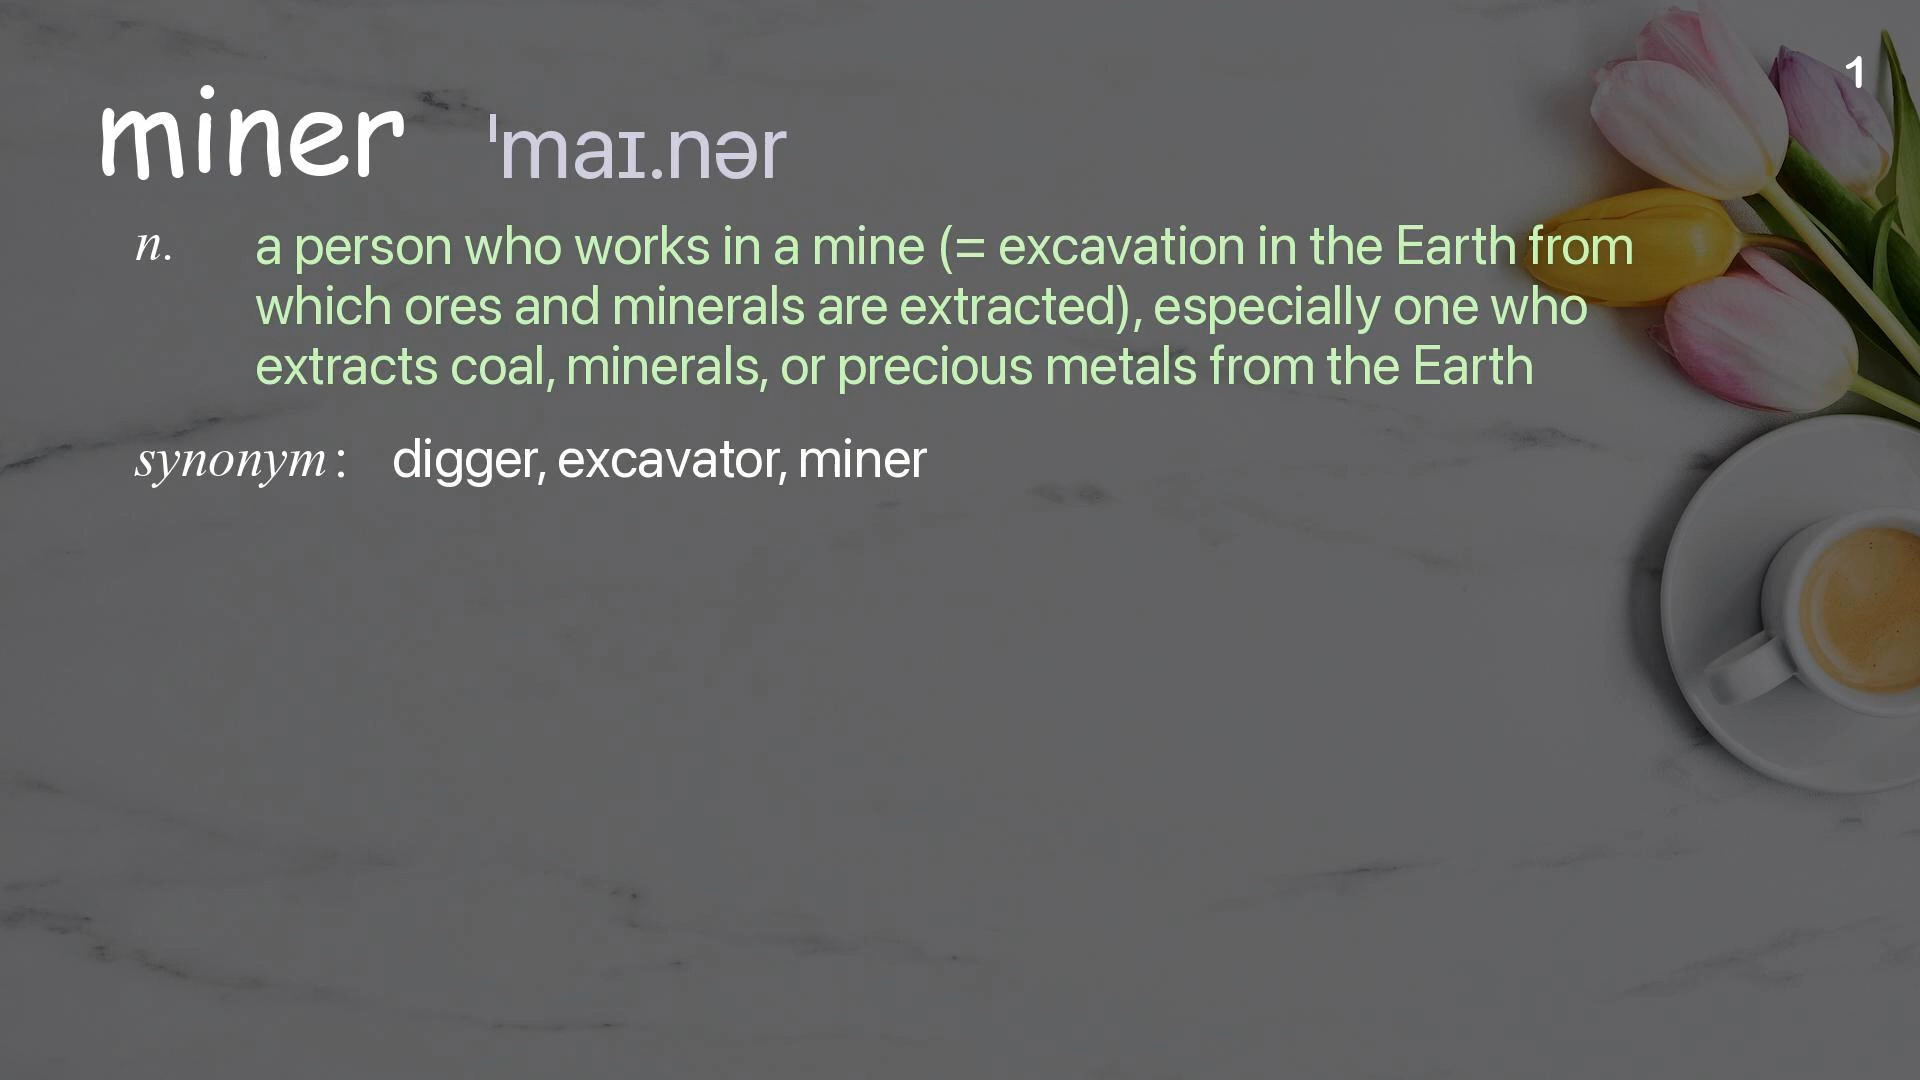 1
miner ˈmaɪ.nər
n. a person who works in a mine (= excavation in the Earth from
which ores and minerals are extracted), especially one who
extracts coal, minerals, or precious metals from the Earth
synonym: digger, excavator, miner